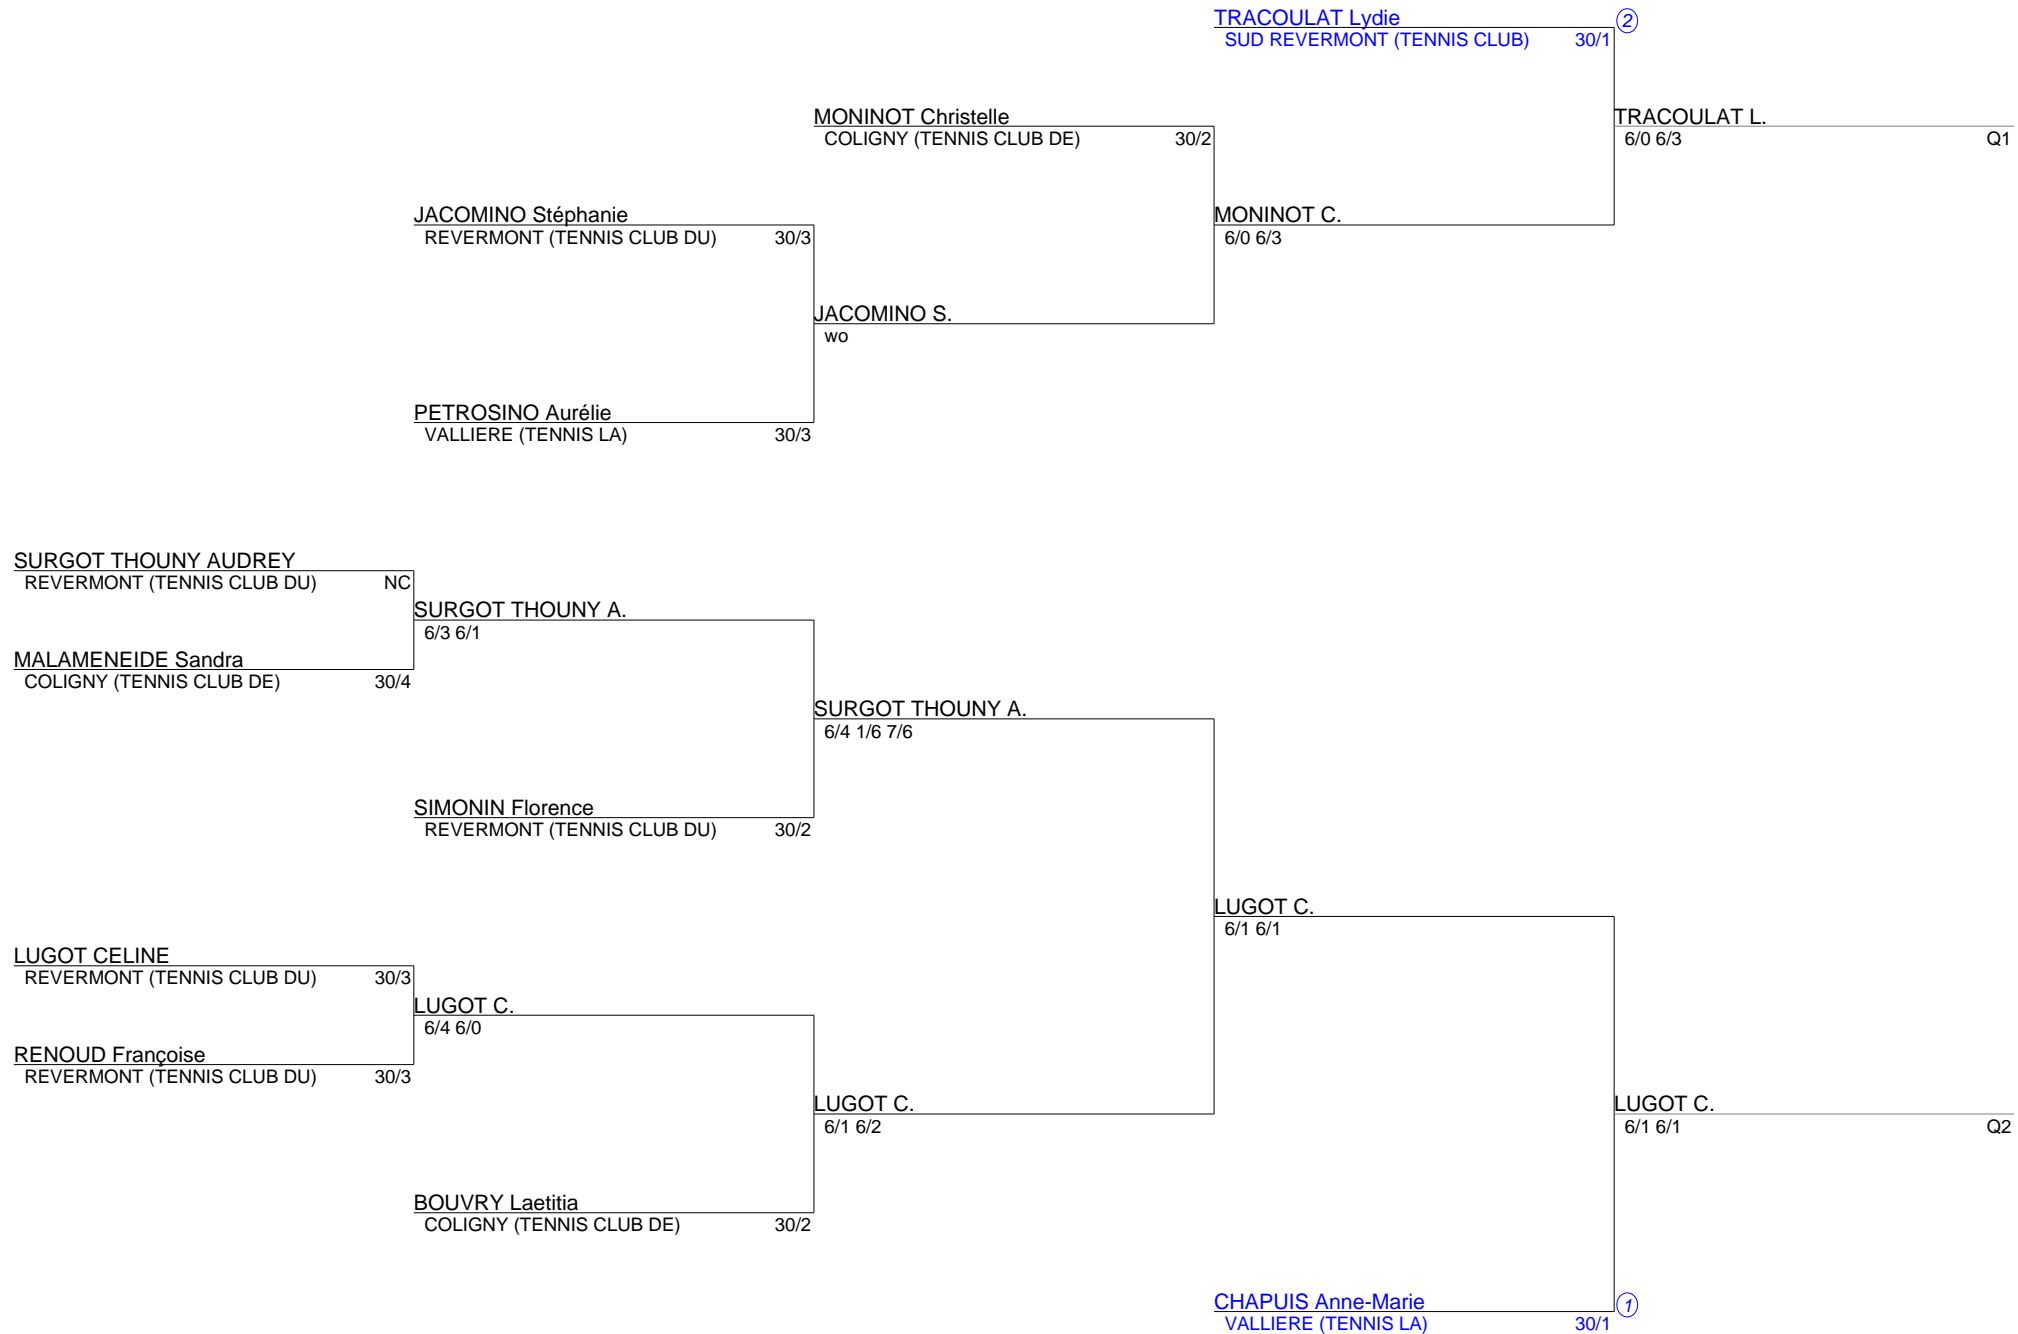 TRACOULAT Lydie 2
SUD REVERMONT (TENNIS CLUB) 30/1
MONINOT Christelle
COLIGNY (TENNIS CLUB DE) 30/2
TRACOULAT L.
6/0 6/3 Q1
JACOMINO Stéphanie
REVERMONT (TENNIS CLUB DU) 30/3
MONINOT C.
6/0 6/3
JACOMINO S.
wo
PETROSINO Aurélie
VALLIERE (TENNIS LA) 30/3
SURGOT THOUNY AUDREY
REVERMONT (TENNIS CLUB DU) NC
SURGOT THOUNY A.
6/3 6/1
MALAMENEIDE Sandra
COLIGNY (TENNIS CLUB DE) 30/4
SURGOT THOUNY A.
6/4 1/6 7/6
SIMONIN Florence
REVERMONT (TENNIS CLUB DU) 30/2
LUGOT C.
6/1 6/1
LUGOT CELINE
REVERMONT (TENNIS CLUB DU) 30/3
LUGOT C.
6/4 6/0
RENOUD Françoise
REVERMONT (TENNIS CLUB DU) 30/3
LUGOT C.
6/1 6/2
LUGOT C.
6/1 6/1 Q2
BOUVRY Laetitia
COLIGNY (TENNIS CLUB DE) 30/2
CHAPUIS Anne-Marie 1
VALLIERE (TENNIS LA) 30/1